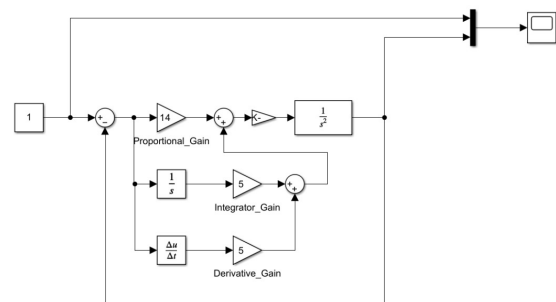 1
+
−
14
Proportional_Gain
+
+
K-
1
s²
1
s
5
Integrator_Gain
+
+
Δu
Δt
5
Derivative_Gain